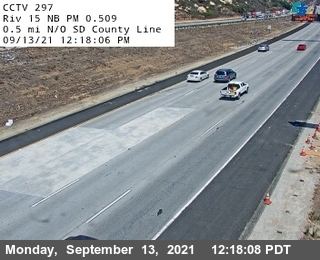 CCTV 297
Riv 15 NB PM 0.509
0.5 mi N/O SD County Line
09/13/21 12:18:06 PM
Monday, September 13, 2021 12:18:08 PDT